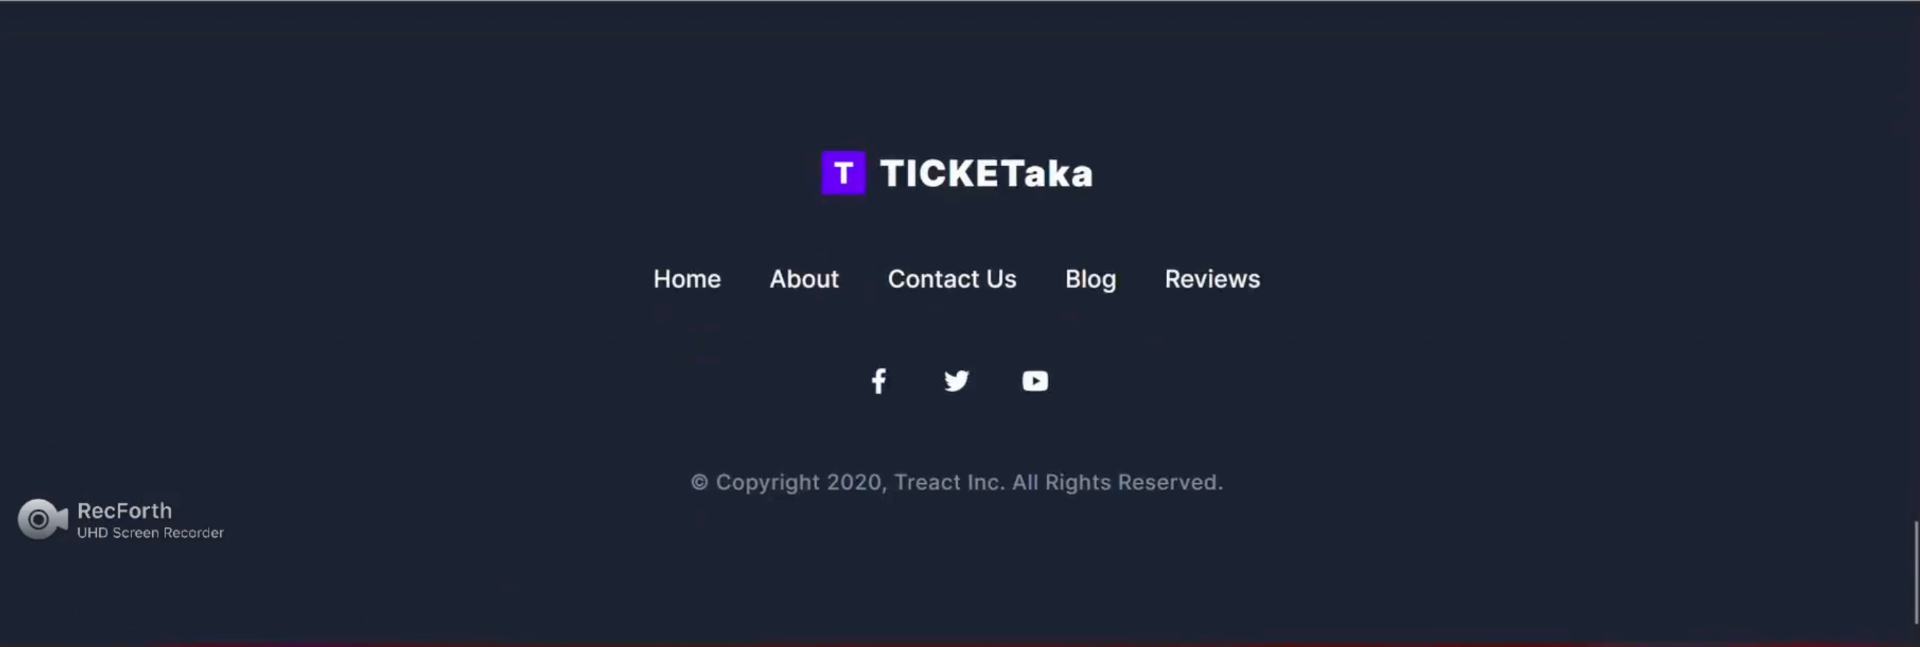 T TICKETaka
Home About Contact Us Blog Reviews
© Copyright 2020, Treact Inc. All Rights Reserved.
RecForth
UHD Screen Recorder